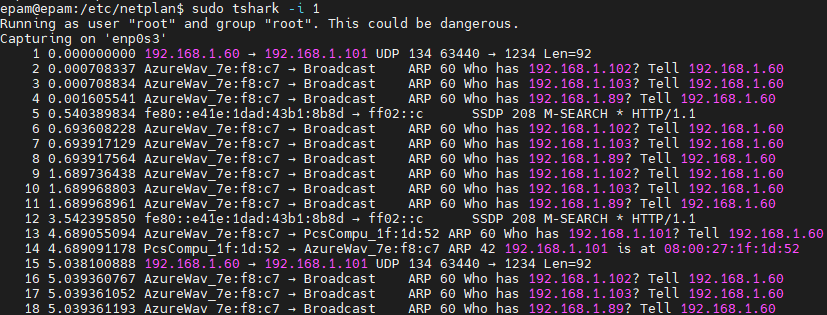 epam@epam:/etc/netplan$ sudo tshark -i 1
Running as user "root" and group "root". This could be dangerous.
Capturing on 'enp0s3'
1 0.000000000 192.168.1.60 → 192.168.1.101 UDP 134 63440 → 1234 Len=92
2 0.000708337 AzureWav_7e:f8:c7 → Broadcast    ARP 60 Who has 192.168.1.102? Tell 192.168.1.60
3 0.000708834 AzureWav_7e:f8:c7 → Broadcast    ARP 60 Who has 192.168.1.103? Tell 192.168.1.60
4 0.001605541 AzureWav_7e:f8:c7 → Broadcast    ARP 60 Who has 192.168.1.89? Tell 192.168.1.60
5 0.540389834 fe80::e41e:1dad:43b1:8b8d → ff02::c      SSDP 208 M-SEARCH * HTTP/1.1
6 0.693608228 AzureWav_7e:f8:c7 → Broadcast    ARP 60 Who has 192.168.1.102? Tell 192.168.1.60
7 0.693917129 AzureWav_7e:f8:c7 → Broadcast    ARP 60 Who has 192.168.1.103? Tell 192.168.1.60
8 0.693917564 AzureWav_7e:f8:c7 → Broadcast    ARP 60 Who has 192.168.1.89? Tell 192.168.1.60
9 1.689736438 AzureWav_7e:f8:c7 → Broadcast    ARP 60 Who has 192.168.1.102? Tell 192.168.1.60
10 1.689968803 AzureWav_7e:f8:c7 → Broadcast    ARP 60 Who has 192.168.1.103? Tell 192.168.1.60
11 1.689968961 AzureWav_7e:f8:c7 → Broadcast    ARP 60 Who has 192.168.1.89? Tell 192.168.1.60
12 3.542395850 fe80::e41e:1dad:43b1:8b8d → ff02::c      SSDP 208 M-SEARCH * HTTP/1.1
13 4.689055094 AzureWav_7e:f8:c7 → PcsCompu_1f:1d:52 ARP 60 Who has 192.168.1.101? Tell 192.168.1.60
14 4.689091178 PcsCompu_1f:1d:52 → AzureWav_7e:f8:c7 ARP 42 192.168.1.101 is at 08:00:27:1f:1d:52
15 5.038100888 192.168.1.60 → 192.168.1.101 UDP 134 63440 → 1234 Len=92
16 5.039360767 AzureWav_7e:f8:c7 → Broadcast    ARP 60 Who has 192.168.1.102? Tell 192.168.1.60
17 5.039361052 AzureWav_7e:f8:c7 → Broadcast    ARP 60 Who has 192.168.1.103? Tell 192.168.1.60
18 5.039361193 AzureWav_7e:f8:c7 → Broadcast    ARP 60 Who has 192.168.1.89? Tell 192.168.1.60